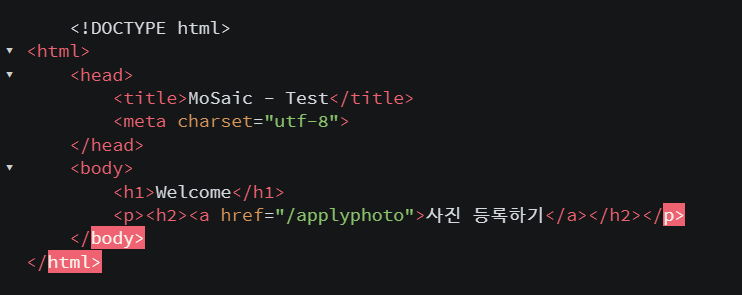 <!DOCTYPE html>
<html>
<head>
<title>MoSaic - Test</title>
<meta charset="utf-8">
</head>
<body>
<h1>Welcome</h1>
<p><h2><a href="/applyphoto">사진 등록하기</a></h2></p>
</body>
</html>